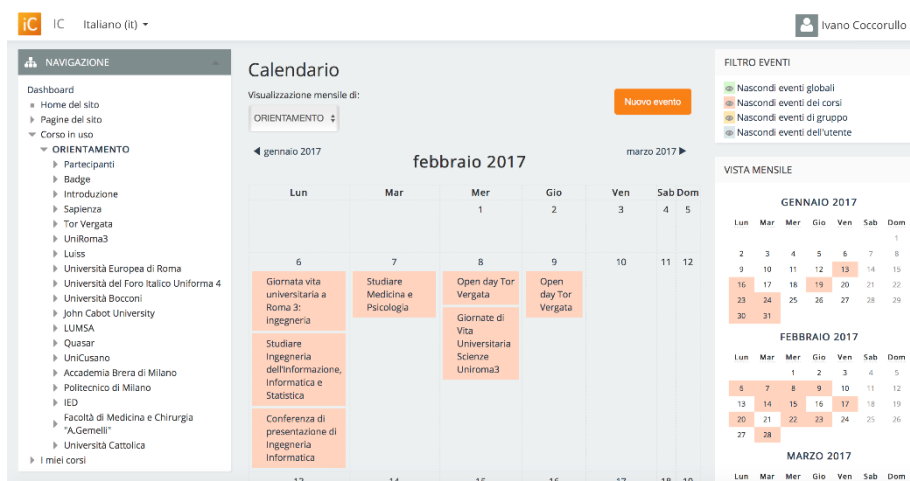 iC IC Italiano (it)
Ivano Coccorullo
NAVIGAZIONE
Dashboard
Home del sito
Pagine del sito
Corso in uso
ORIENTAMENTO
Partecipanti
Badge
Introduzione
Sapienza
Tor Vergata
UniRoma3
Luiss
Università Europea di Roma
Università del Foro Italico Uniforma 4
Università Bocconi
John Cabot University
LUMSA
Quasar
UniCusano
Accademia Brera di Milano
Politecnico di Milano
IED
Facoltà di Medicina e Chirurgia
"A.Gemelli"
Università Cattolica
I miei corsi
Calendario
Visualizzazione mensile di:
ORIENTAMENTO
Nuovo evento
gennaio 2017
febbraio 2017
marzo 2017
Lun Mar Mer Gio Ven Sab Dom
1 2 3 4 5
6 7 8 9 10 11 12
Giornata vita
universitaria a
Roma 3:
ingegneria
Studiare
Ingegneria
dell'Informazione,
Informatica e
Statistica
Conferenza di
presentazione di
Ingegneria
Informatica
Studiare
Medicina e
Psicologia
Open day Tor
Vergata
Giornate di
Vita
Universitaria
Scienze
Uniroma3
Open
day Tor
Vergata
13 14 15 16 17 18 19
FILTRO EVENTI
Nascondi eventi globali
Nascondi eventi dei corsi
Nascondi eventi di gruppo
Nascondi eventi dell'utente
VISTA MENSILE
GENNAIO 2017
Lun Mar Mer Gio Ven Sab Dom
1
2 3 4 5 6 7 8
9 10 11 12 13 14 15
16 17 18 19 20 21 22
23 24 25 26 27 28 29
30 31
FEBBRAIO 2017
Lun Mar Mer Gio Ven Sab Dom
1 2 3 4 5
6 7 8 9 10 11 12
13 14 15 16 17 18 19
20 21 22 23 24 25 26
27 28
MARZO 2017
Lun Mar Mer Gio Ven Sab Dom